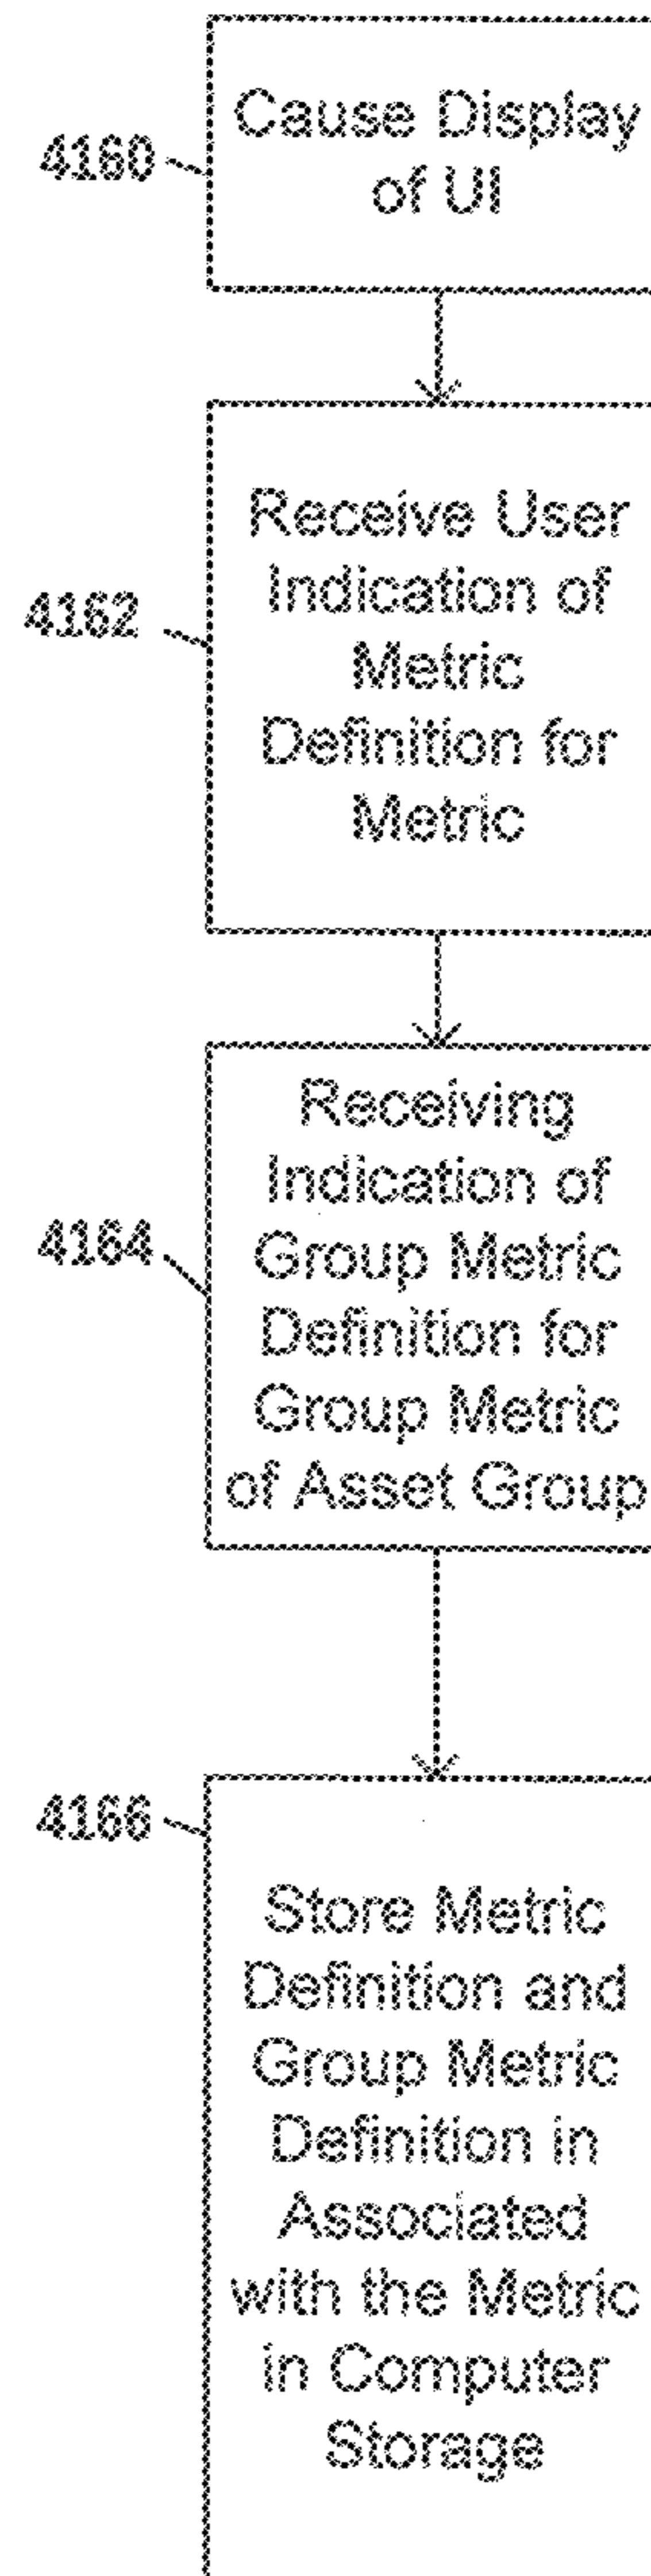 4160
Cause Display
of UI
4162
Receive User
Indication of
Metric
Definition for
Metric
4164
Receiving
Indication of
Group Metric
Definition for
Group Metric
of Asset Group
4166
Store Metric
Definition and
Group Metric
Definition in
Associated
with the Metric
in Computer
Storage